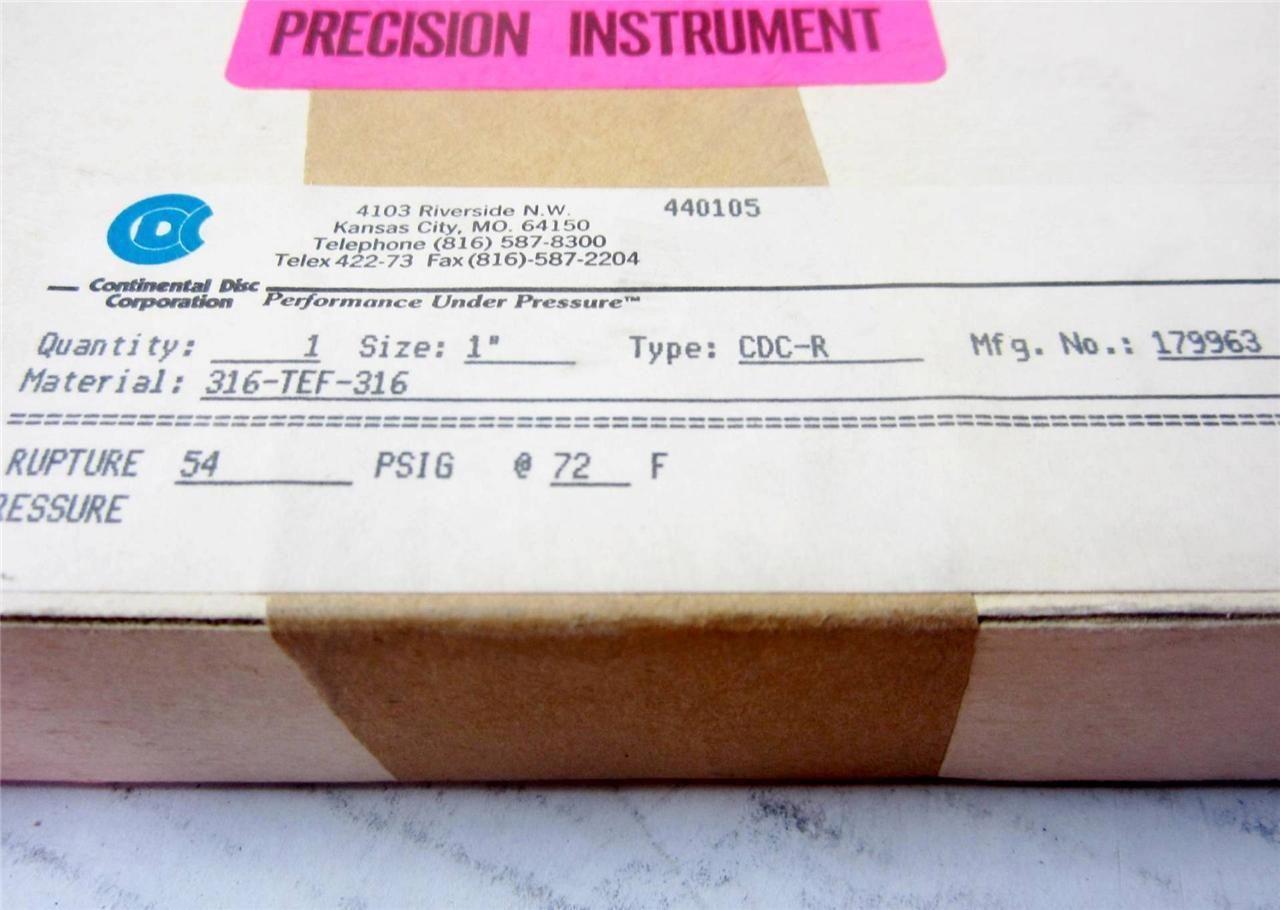 PRECISION INSTRUMENT
4103 Riverside N.W.
Kansas City, MO. 64150
Telephone (816) 587-8300
Telex 422-73 Fax (816)-587-2204
440105
CDC
Continental Disc
Corporation
Performance Under Pressure™
Quantity: 1 Size: 1" Type: CDC-R Mfg. No.: 179963
Material: 316-TEF-316
RUPTURE 54 PSIG @ 72 F
RESSURE